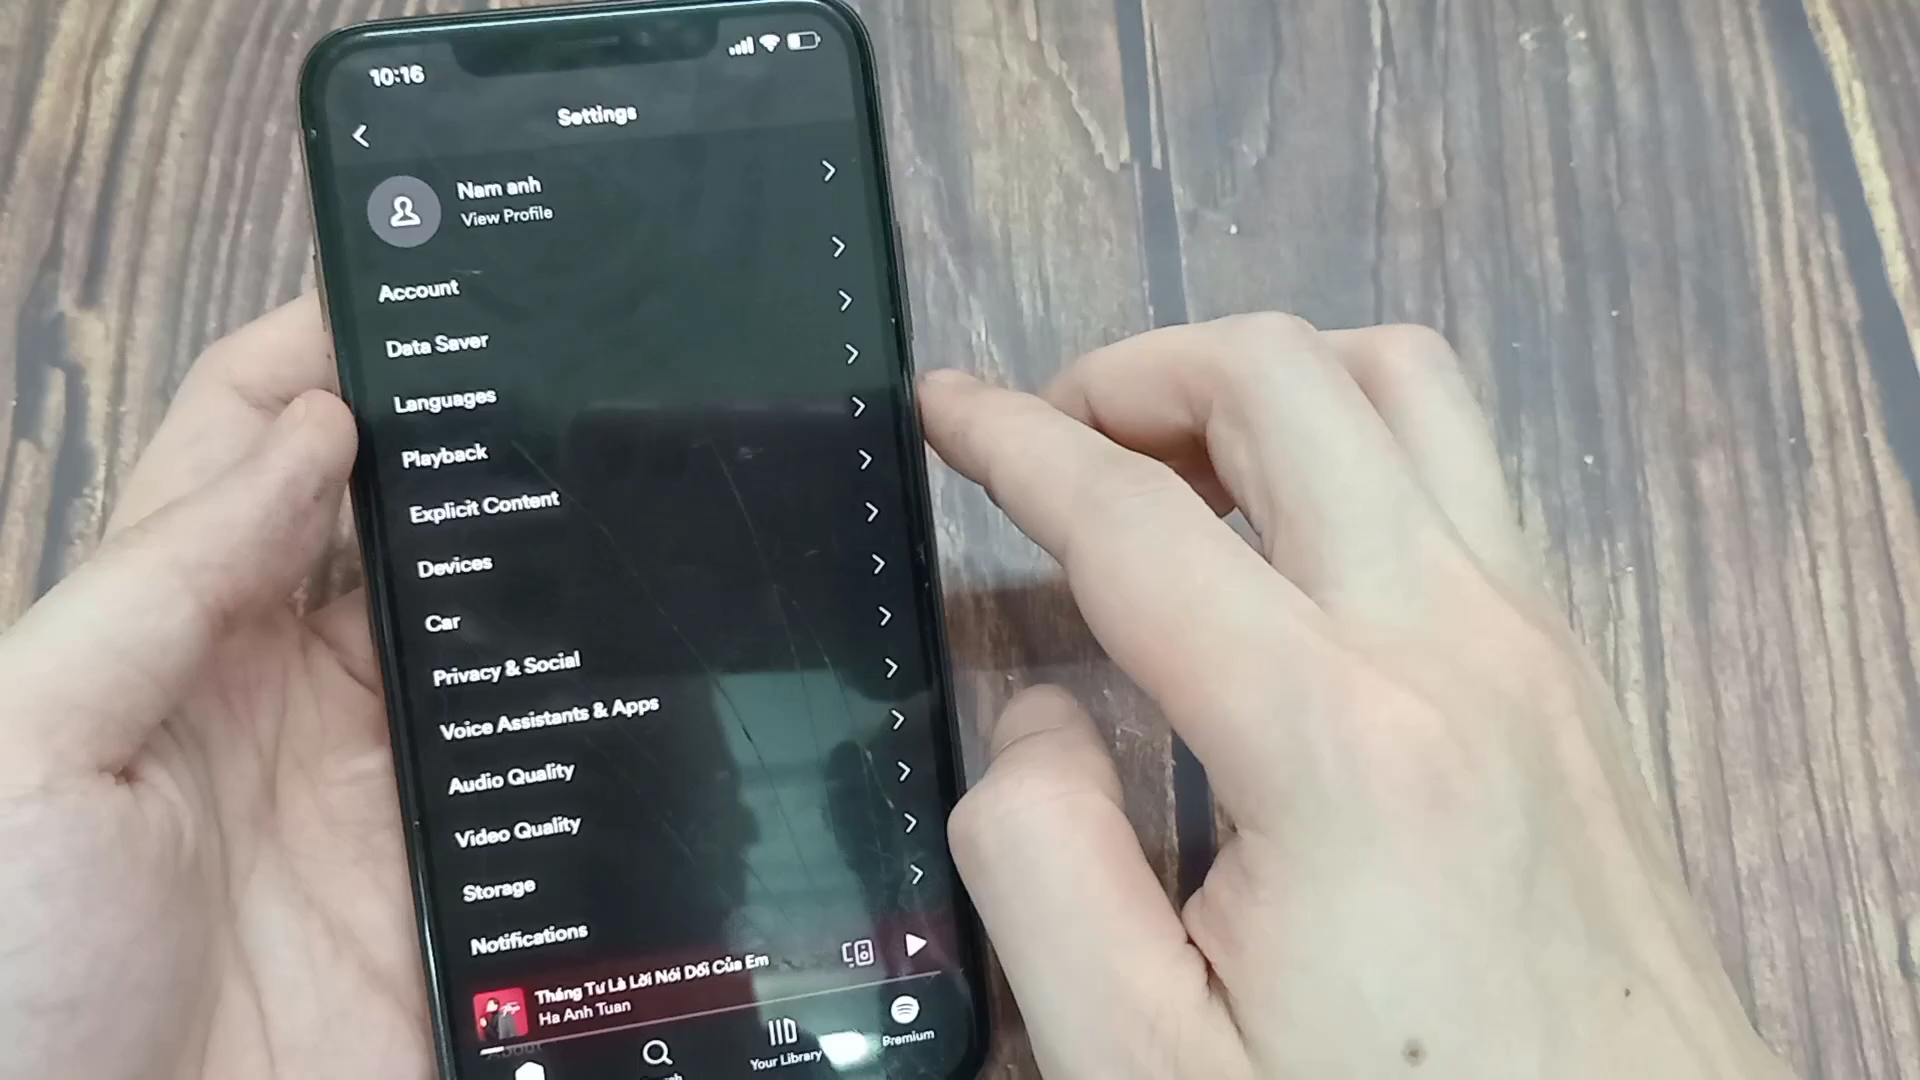 10:16
Settings
Nam anh
View Profile
Account
Data Saver
Languages
Playback
Explicit Content
Devices
Car
Privacy & Social
Voice Assistants & Apps
Audio Quality
Video Quality
Storage
Notifications
Tháng Tư Là Lời Nói Dối Của Em
Ha Anh Tuan
About
Your Library
Premium